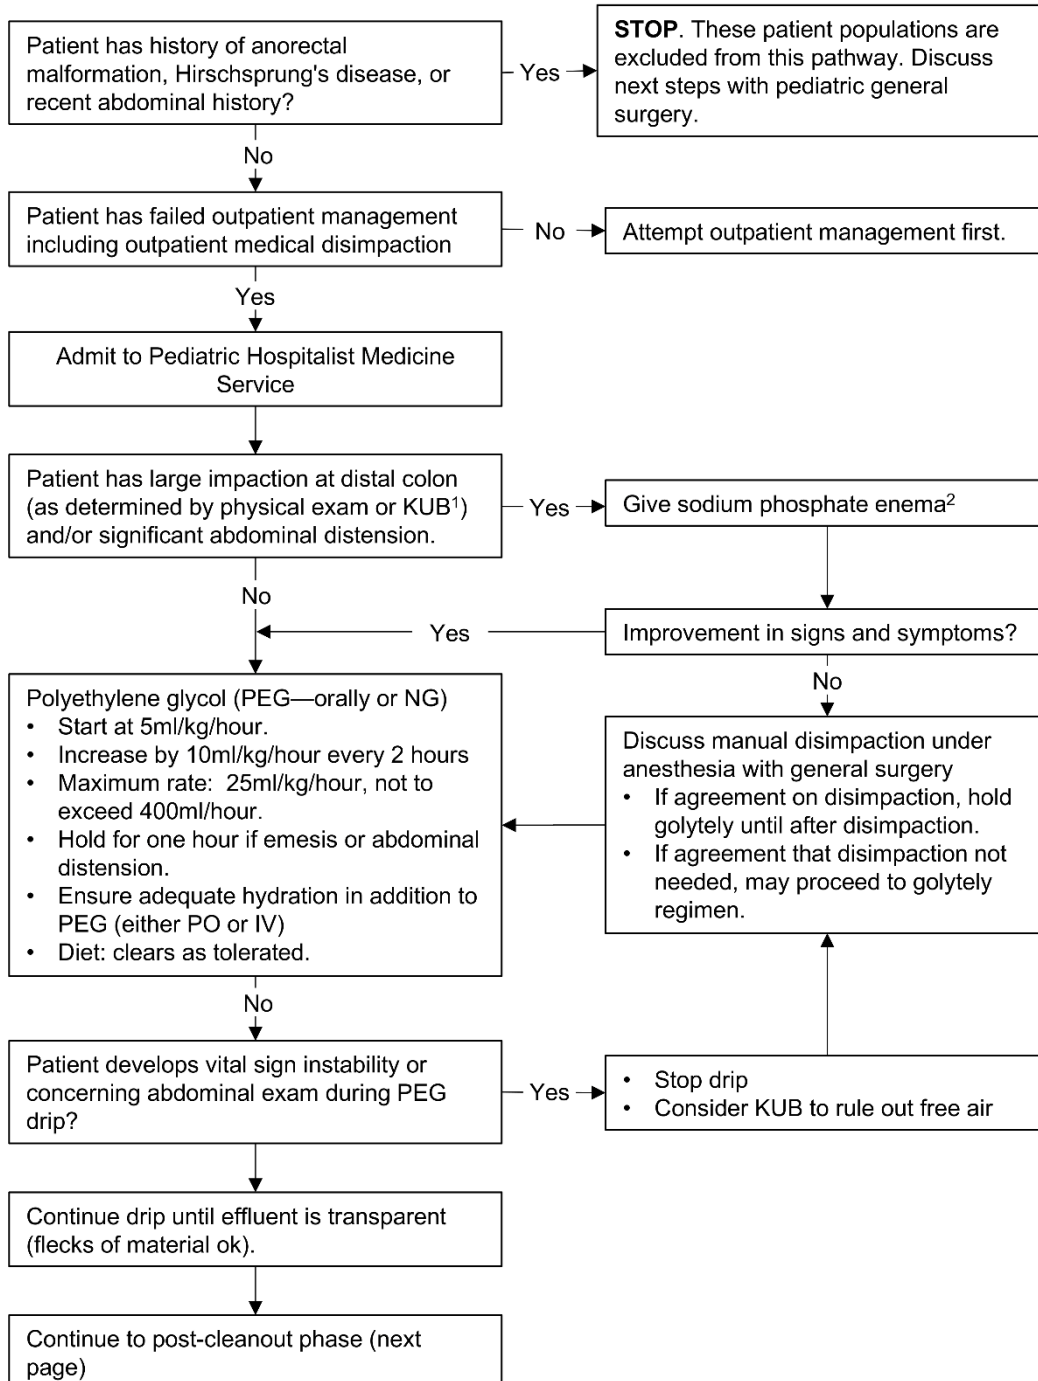 Patient has history of anorectal
malformation, Hirschsprung's disease, or
recent abdominal history?
Yes
STOP. These patient populations are
excluded from this pathway. Discuss
next steps with pediatric general
surgery.
No
Patient has failed outpatient management
including outpatient medical disimpaction
No
Attempt outpatient management first.
Yes
Admit to Pediatric Hospitalist Medicine
Service
Patient has large impaction at distal colon
(as determined by physical exam or KUB¹)
and/or significant abdominal distension.
Yes
Give sodium phosphate enema²
No
Yes
Improvement in signs and symptoms?
No
Polyethylene glycol (PEG—orally or NG)
• Start at 5ml/kg/hour.
• Increase by 10ml/kg/hour every 2 hours
• Maximum rate: 25ml/kg/hour, not to
exceed 400ml/hour.
• Hold for one hour if emesis or abdominal
distension.
• Ensure adequate hydration in addition to
PEG (either PO or IV)
• Diet: clears as tolerated.
Discuss manual disimpaction under
anesthesia with general surgery
• If agreement on disimpaction, hold
golytely until after disimpaction.
• If agreement that disimpaction not
needed, may proceed to golytely
regimen.
No
Patient develops vital sign instability or
concerning abdominal exam during PEG
drip?
Yes
• Stop drip
• Consider KUB to rule out free air
Continue drip until effluent is transparent
(flecks of material ok).
Continue to post-cleanout phase (next
page)